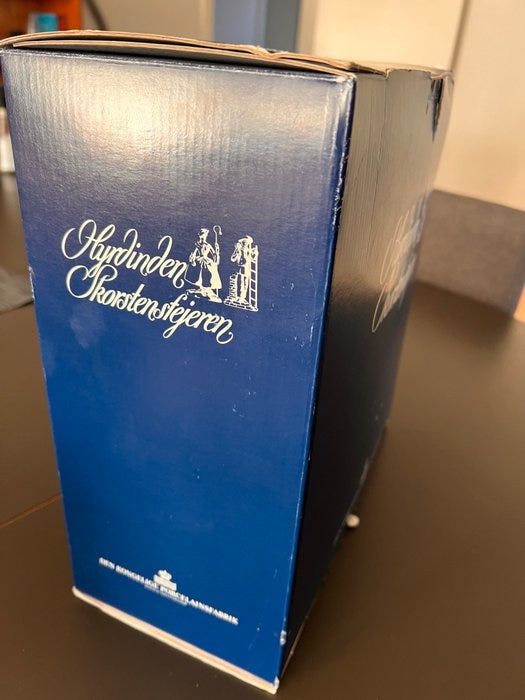 Hyrdinden
Skorstensfejeren
DEN KONGELIGE PORCELAINSFABRIK